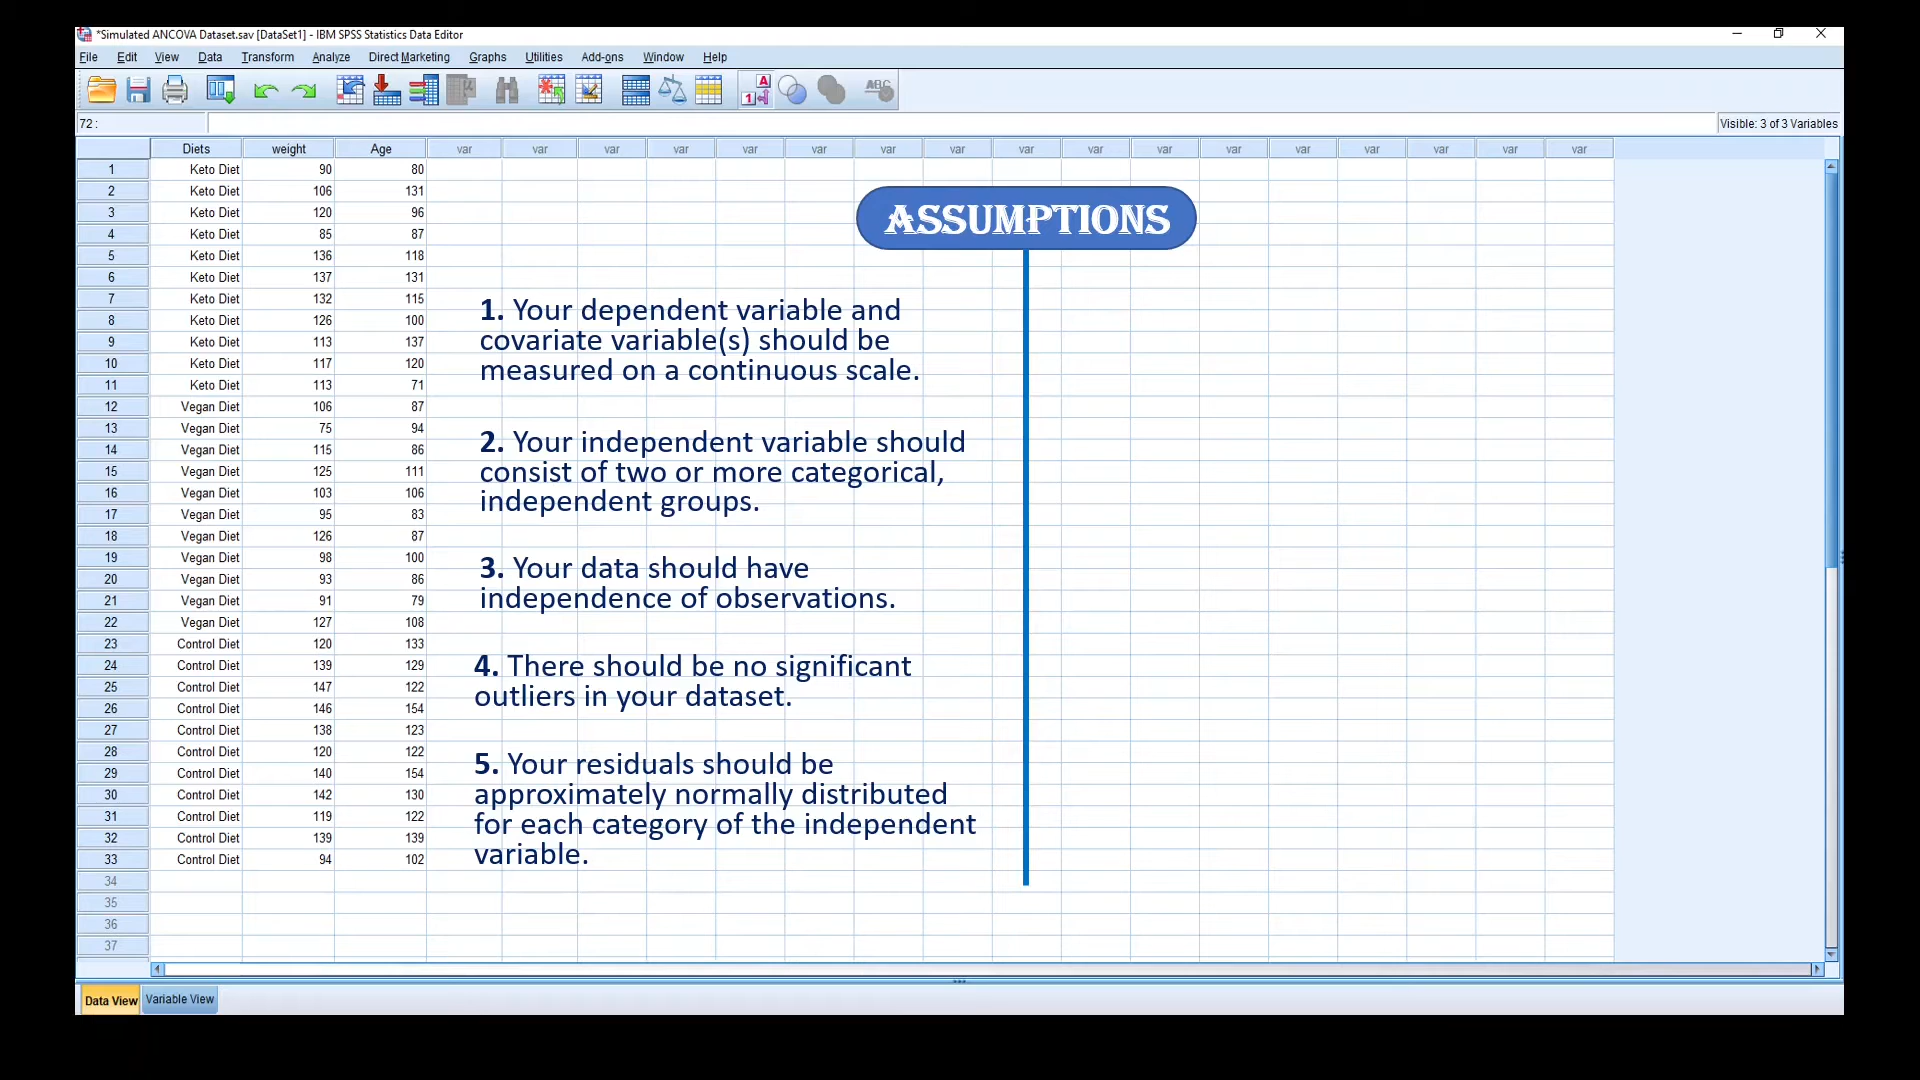 *Simulated ANCOVA Dataset.sav [DataSet1] - IBM SPSS Statistics Data Editor
File Edit View Data Transform Analyze Direct Marketing Graphs Utilities Add-ons Window Help
72 :
Visible: 3 of 3 Variables
Diets weight Age var var var var var var var var var var var var var var var var var
1 Keto Diet 90 80
2 Keto Diet 106 131
3 Keto Diet 120 96
4 Keto Diet 85 87
5 Keto Diet 136 118
6 Keto Diet 137 131
7 Keto Diet 132 115
8 Keto Diet 126 100
9 Keto Diet 113 137
10 Keto Diet 117 120
11 Keto Diet 113 71
12 Vegan Diet 106 87
13 Vegan Diet 75 94
14 Vegan Diet 115 86
15 Vegan Diet 125 111
16 Vegan Diet 103 106
17 Vegan Diet 95 83
18 Vegan Diet 126 87
19 Vegan Diet 98 100
20 Vegan Diet 93 86
21 Vegan Diet 91 79
22 Vegan Diet 127 108
23 Control Diet 120 133
24 Control Diet 139 129
25 Control Diet 147 122
26 Control Diet 146 154
27 Control Diet 138 123
28 Control Diet 120 122
29 Control Diet 140 154
30 Control Diet 142 130
31 Control Diet 119 122
32 Control Diet 139 139
33 Control Diet 94 102
34
35
36
37
ASSUMPTIONS
1. Your dependent variable and
covariate variable(s) should be
measured on a continuous scale.
2. Your independent variable should
consist of two or more categorical,
independent groups.
3. Your data should have
independence of observations.
4. There should be no significant
outliers in your dataset.
5. Your residuals should be
approximately normally distributed
for each category of the independent
variable.
Data View Variable View